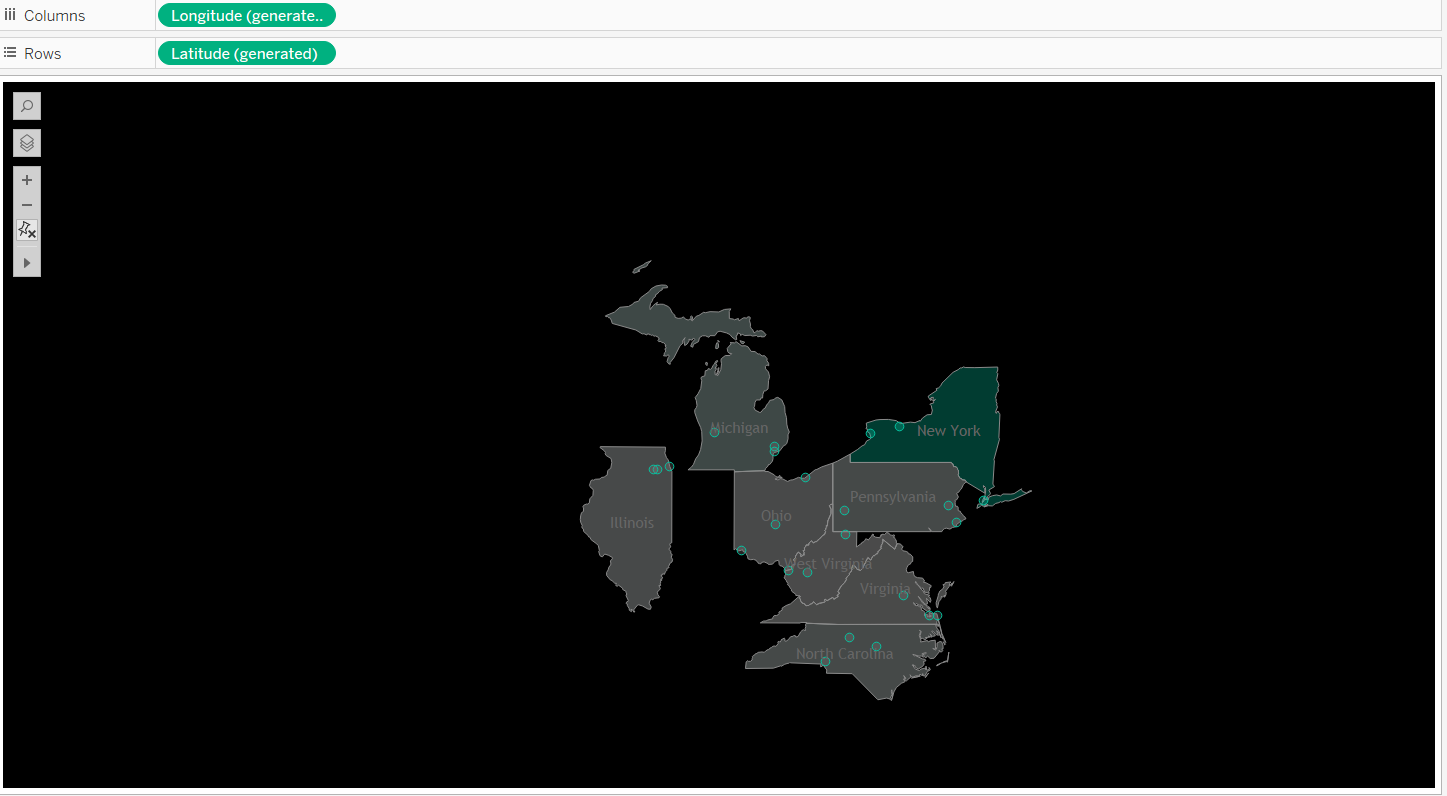 Columns
Longitude (generate..
Rows
Latitude (generated)
Michigan
New York
Pennsylvania
Ohio
Illinois
West Virginia
Virginia
North Carolina